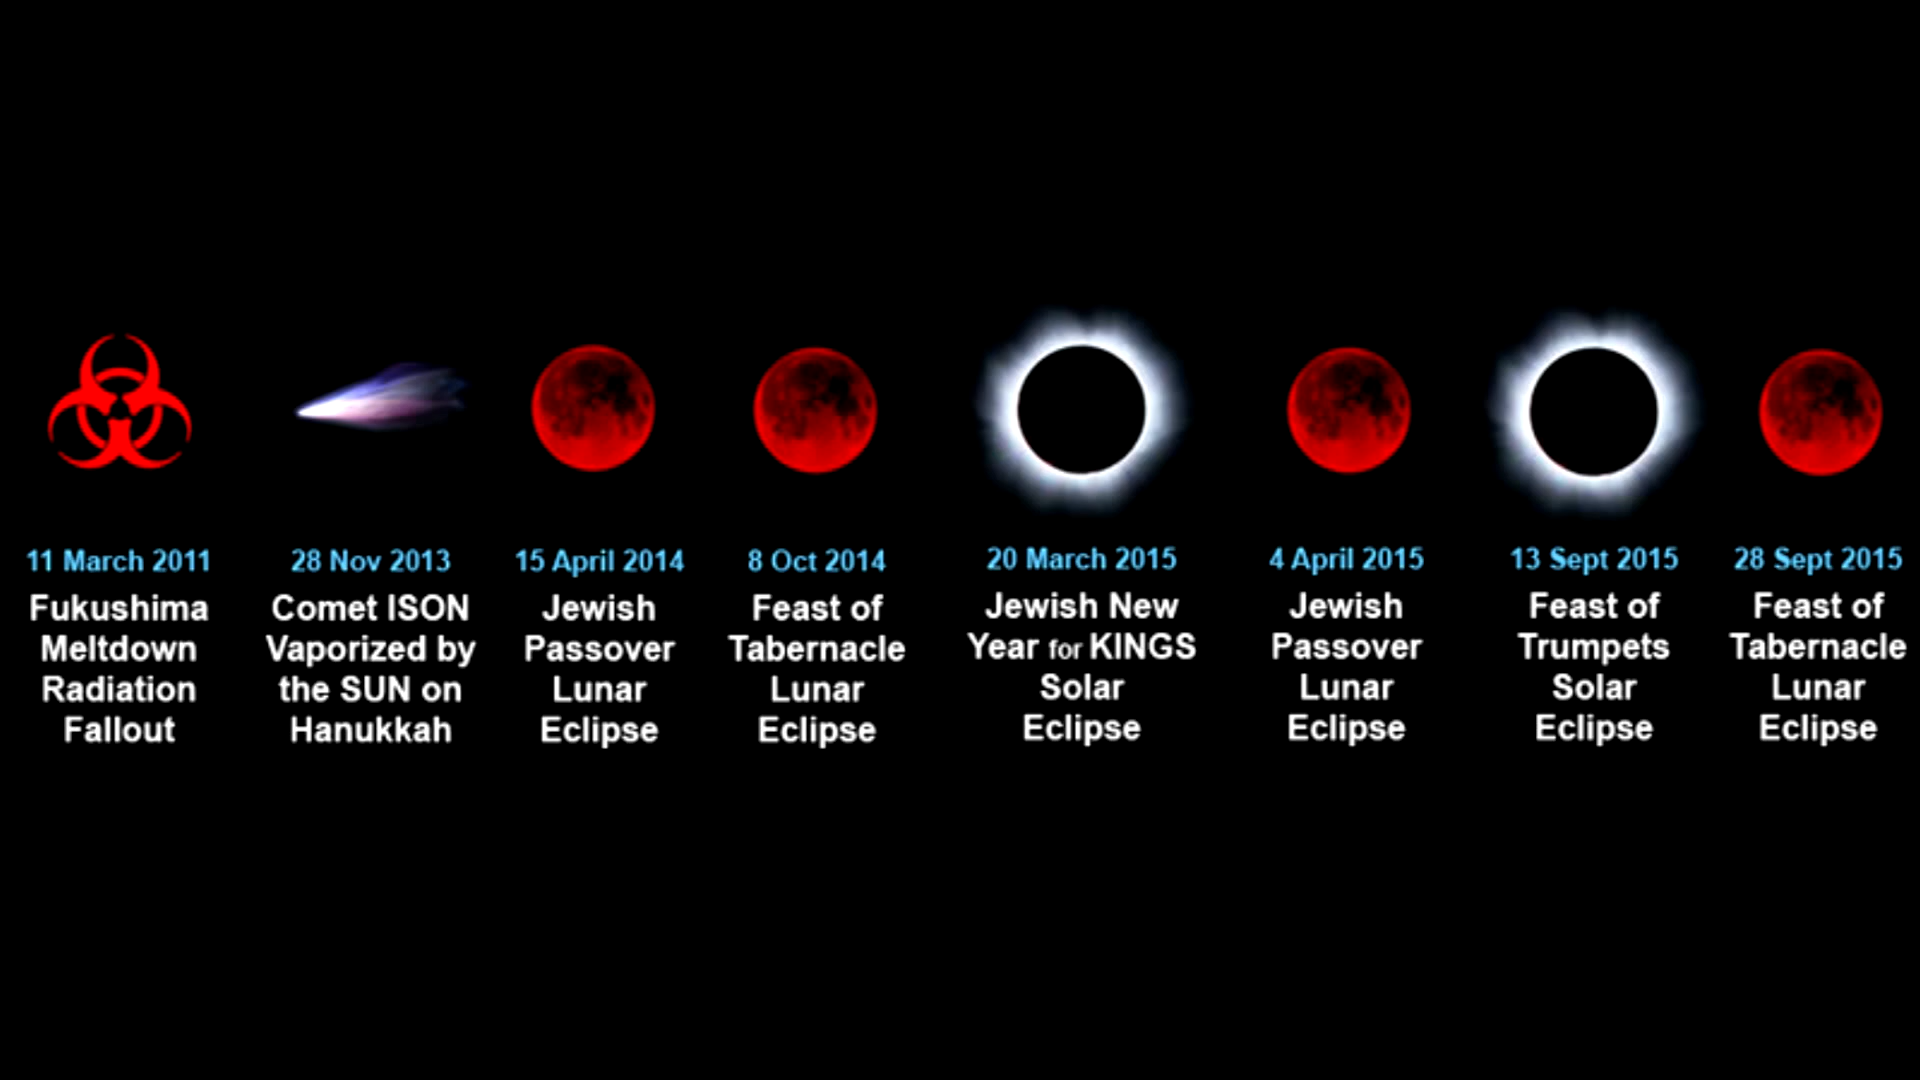 11 March 2011
Fukushima
Meltdown
Radiation
Fallout
28 Nov 2013
Comet ISON
Vaporized by
the SUN on
Hanukkah
15 April 2014
Jewish
Passover
Lunar
Eclipse
8 Oct 2014
Feast of
Tabernacle
Lunar
Eclipse
20 March 2015
Jewish New
Year for KINGS
Solar
Eclipse
4 April 2015
Jewish
Passover
Lunar
Eclipse
13 Sept 2015
Feast of
Trumpets
Solar
Eclipse
28 Sept 2015
Feast of
Tabernacle
Lunar
Eclipse